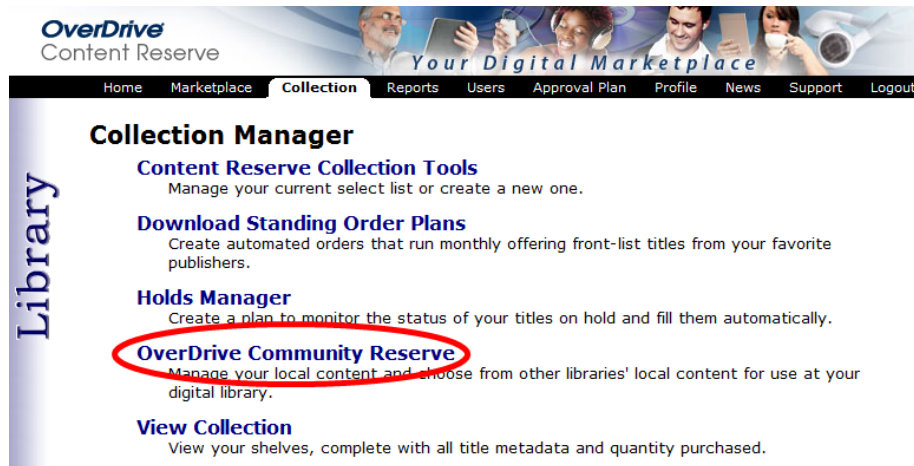 OverDrive
Content Reserve
Your Digital Marketplace
Home Marketplace Collection Reports Users Approval Plan Profile News Support Logout
Library
Collection Manager
Content Reserve Collection Tools
Manage your current select list or create a new one.
Download Standing Order Plans
Create automated orders that run monthly offering front-list titles from your favorite
publishers.
Holds Manager
Create a plan to monitor the status of your titles on hold and fill them automatically.
OverDrive Community Reserve
Manage your local content and choose from other libraries' local content for use at your
digital library.
View Collection
View your shelves, complete with all title metadata and quantity purchased.